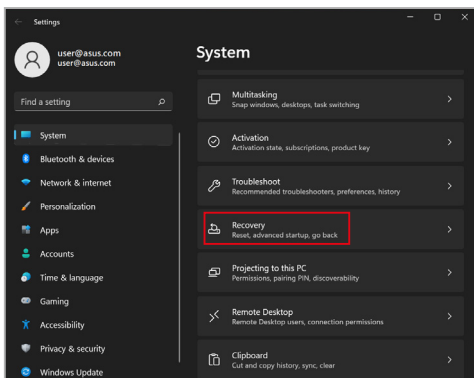 Settings
user@asus.com
user@asus.com
Find a setting
System
Bluetooth & devices
Network & internet
Personalization
Apps
Accounts
Time & language
Gaming
Accessibility
Privacy & security
Windows Update
System
Multitasking
Snap windows, desktops, task switching
Activation
Activation state, subscriptions, product key
Troubleshoot
Recommended troubleshooters, preferences, history
Recovery
Reset, advanced startup, go back
Projecting to this PC
Permissions, pairing PIN, discoverability
Remote Desktop
Remote Desktop users, connection permissions
Clipboard
Cut and copy history, sync, clear